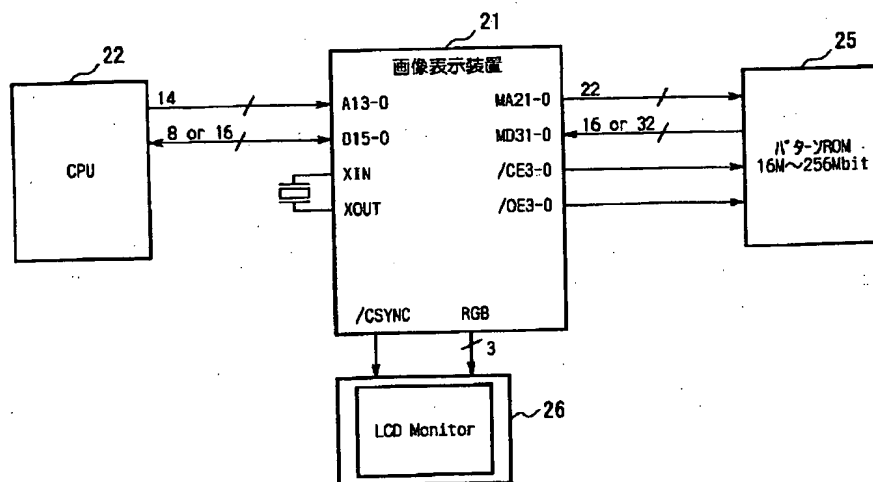 21
22
25
画像表示装置
14
A13-0
MA21-0
22
8 or 16
D15-0
MD31-0
16 or 32
CPU
XIN
/CE3-0
パターンROM
16M〜256Mbit
XOUT
/OE3-0
/CSYNC
RGB
3
26
LCD Monitor